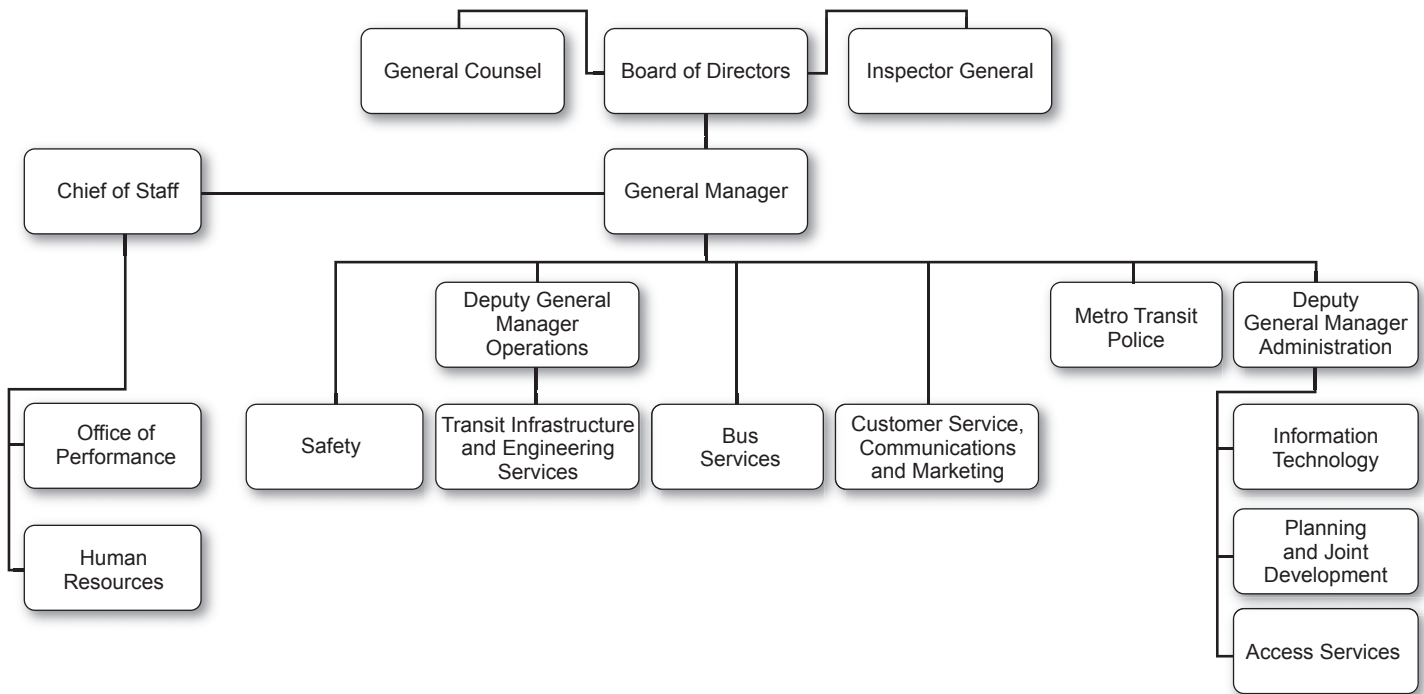 General Counsel
Board of Directors
Inspector General
Chief of Staff
General Manager
Deputy General
Manager
Operations
Metro Transit
Police
Deputy
General Manager
Administration
Office of
Performance
Safety
Transit Infrastructure
and Engineering
Services
Bus
Services
Customer Service,
Communications
and Marketing
Information
Technology
Human
Resources
Planning
and Joint
Development
Access Services